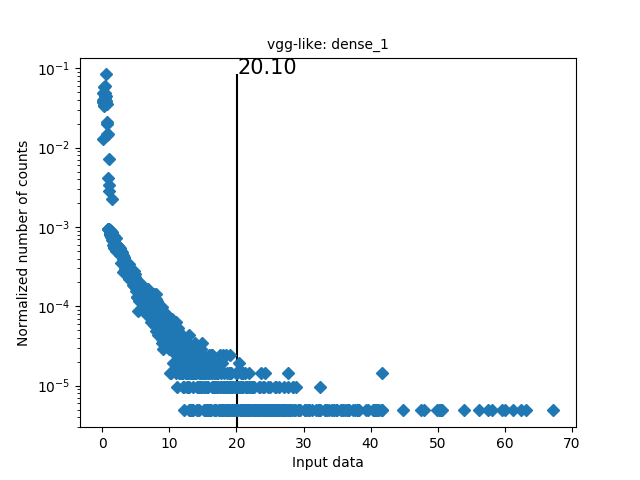 vgg-like: dense_1
20.10
Normalized number of counts
10⁻¹
10⁻²
10⁻³
10⁻⁴
10⁻⁵
0 10 20 30 40 50 60 70
Input data